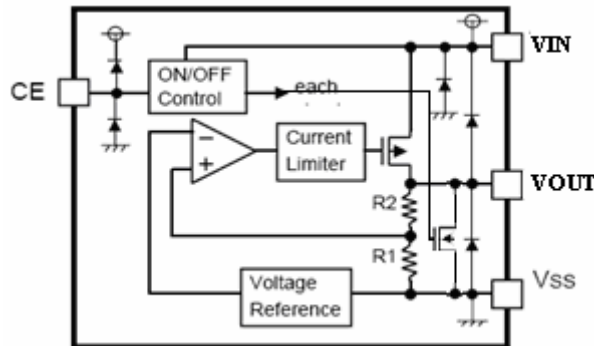 VIN
CE
ON/OFF
Control
each
−
+
Current
Limiter
VOUT
R2
R1
Voltage
Reference
Vss